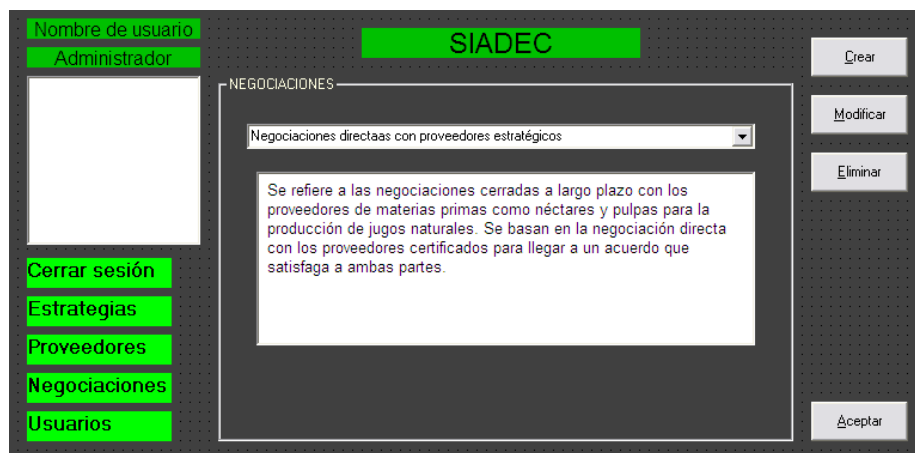 Nombre de usuario
Administrador
SIADEC
Crear
Modificar
Eliminar
NEGOCIACIONES
Negociaciones directaas con proveedores estratégicos
Se refiere a las negociaciones cerradas a largo plazo con los
proveedores de materias primas como néctares y pulpas para la
producción de jugos naturales. Se basan en la negociación directa
con los proveedores certificados para llegar a un acuerdo que
satisfaga a ambas partes.
Cerrar sesión
Estrategias
Proveedores
Negociaciones
Usuarios
Aceptar